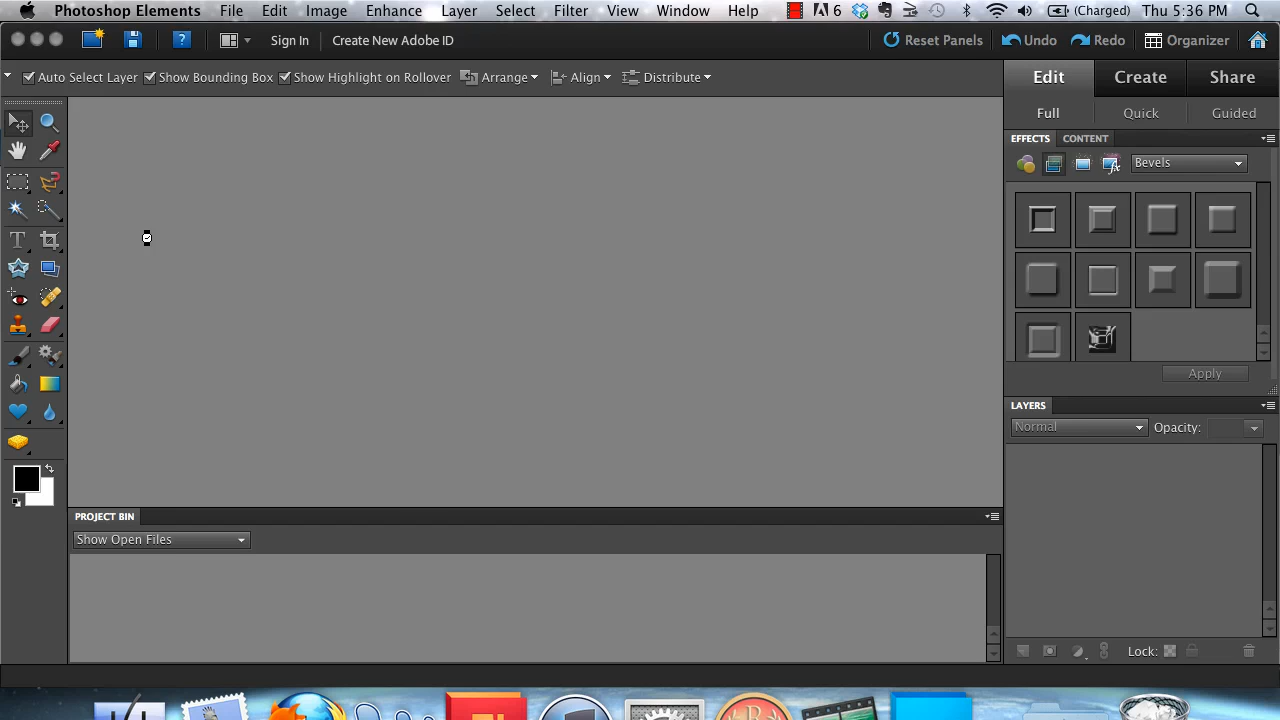 Photoshop Elements File Edit Image Enhance Layer Select Filter View Window Help 6 (Charged) Thu 5:36 PM
Sign In Create New Adobe ID Reset Panels Undo Redo Organizer
Auto Select Layer Show Bounding Box Show Highlight on Rollover Arrange Align Distribute
Edit Create Share
Full Quick Guided
EFFECTS CONTENT
Bevels
Apply
LAYERS
Normal Opacity:
PROJECT BIN
Show Open Files
Lock: